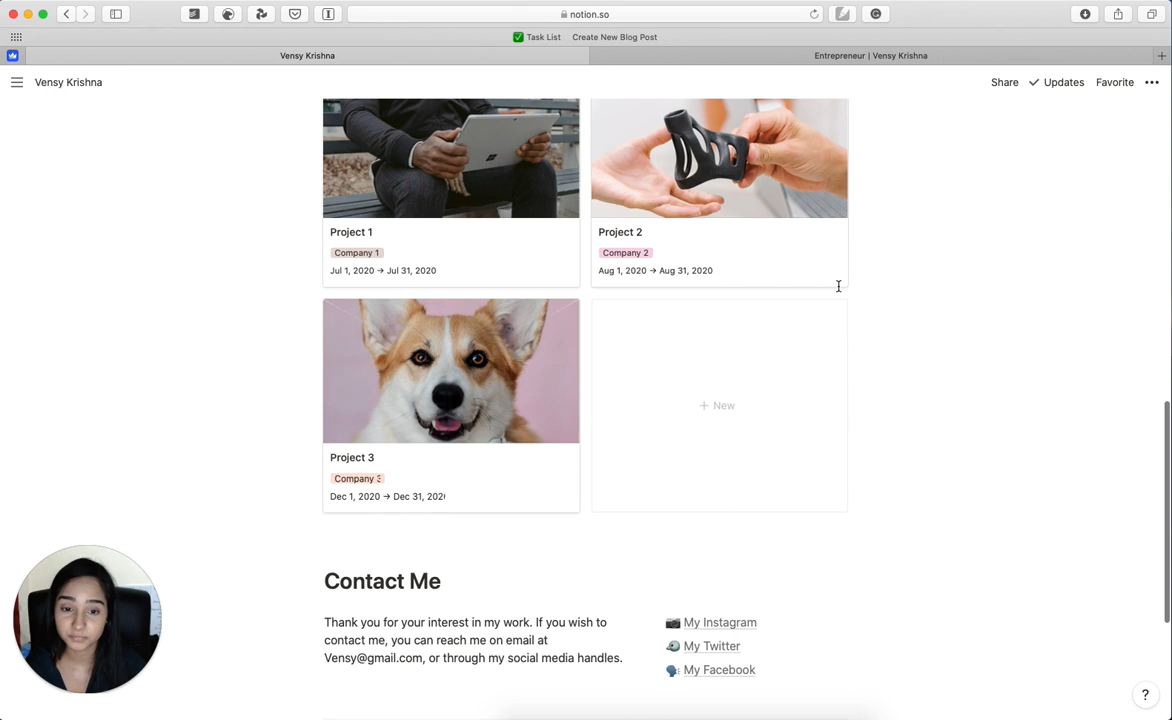 notion.so
Task List Create New Blog Post
Vensy Krishna
Entrepreneur | Vensy Krishna
Vensy Krishna
Share Updates Favorite
Project 1
Company 1
Jul 1, 2020 → Jul 31, 2020
Project 2
Company 2
Aug 1, 2020 → Aug 31, 2020
Project 3
Company 3
Dec 1, 2020 → Dec 31, 202
+ New
Contact Me
Thank you for your interest in my work. If you wish to
contact me, you can reach me on email at
Vensy@gmail.com, or through my social media handles.
My Instagram
My Twitter
My Facebook
?